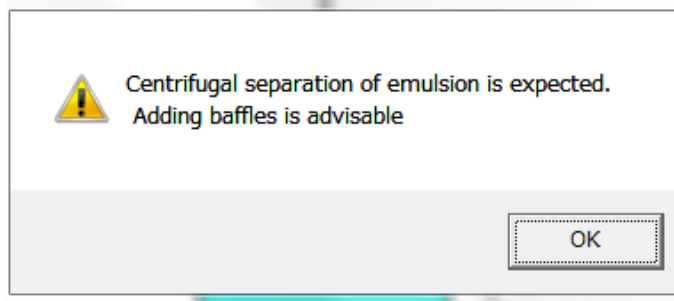 Centrifugal separation of emulsion is expected.
Adding baffles is advisable
OK